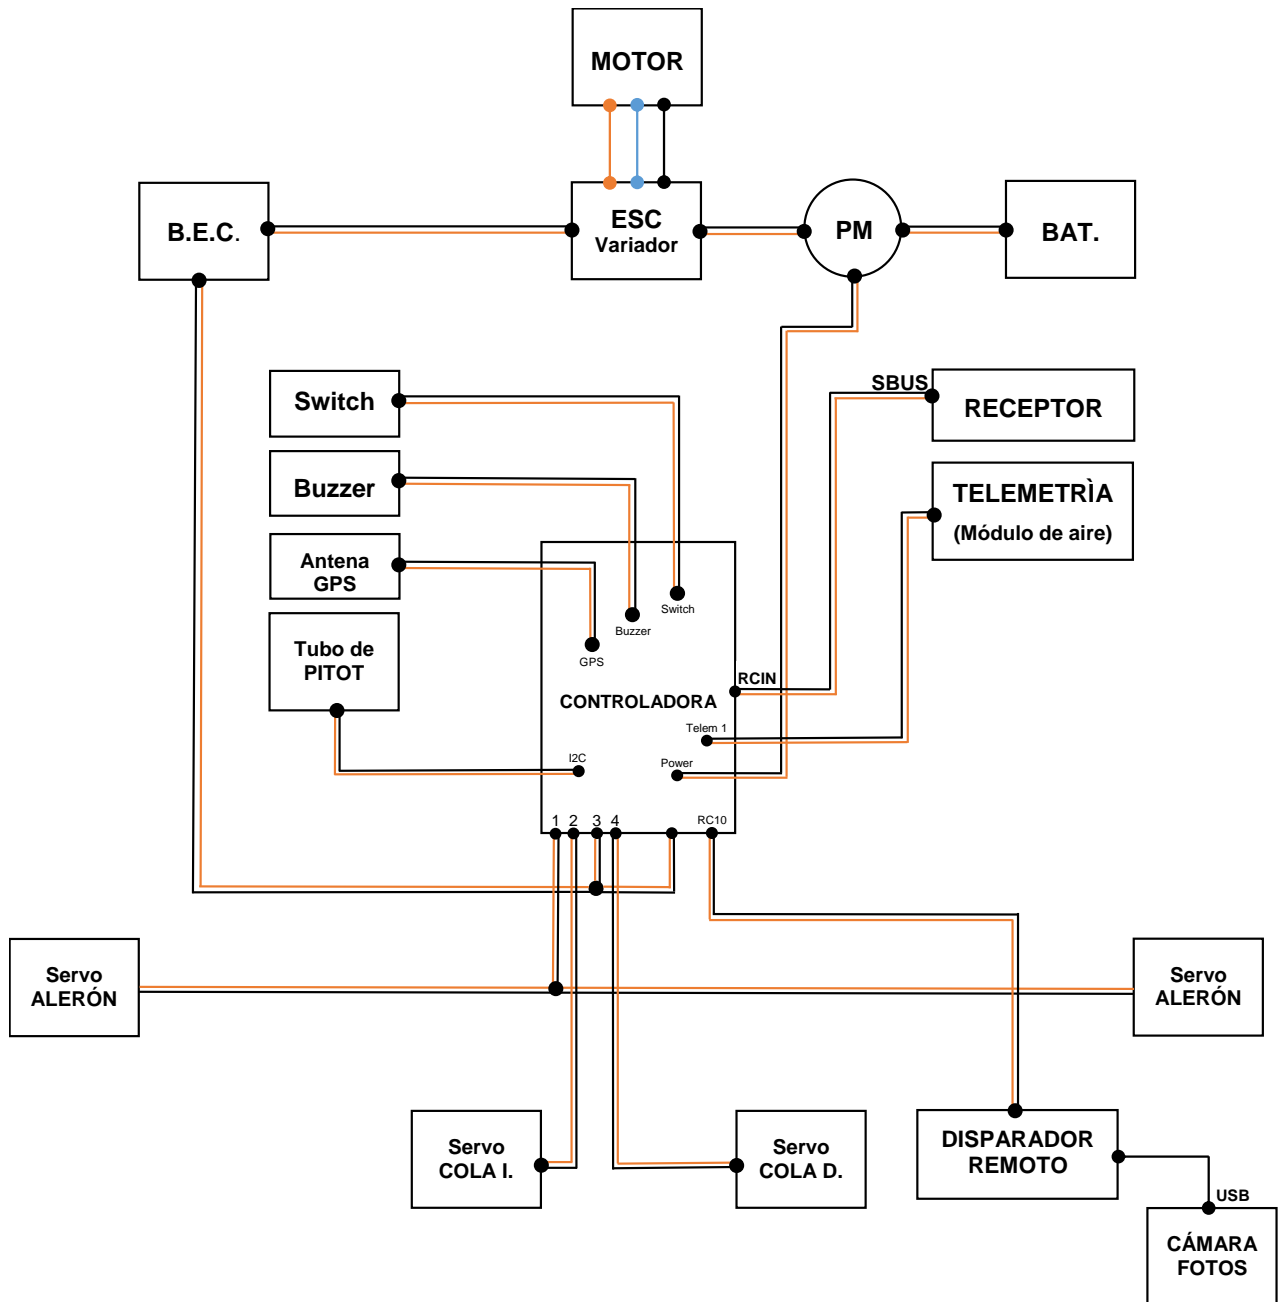 MOTOR
B.E.C.
ESC
Variador
PM
BAT.
Switch
SBUS
RECEPTOR
Buzzer
TELEMETRÌA
(Módulo de aire)
Antena
GPS
Switch
Buzzer
GPS
Tubo de
PITOT
RCIN
CONTROLADORA
Telem 1
I2C
Power
1 2 3 4
RC10
Servo
ALERÓN
Servo
ALERÓN
Servo
COLA I.
Servo
COLA D.
DISPARADOR
REMOTO
USB
CÁMARA
FOTOS